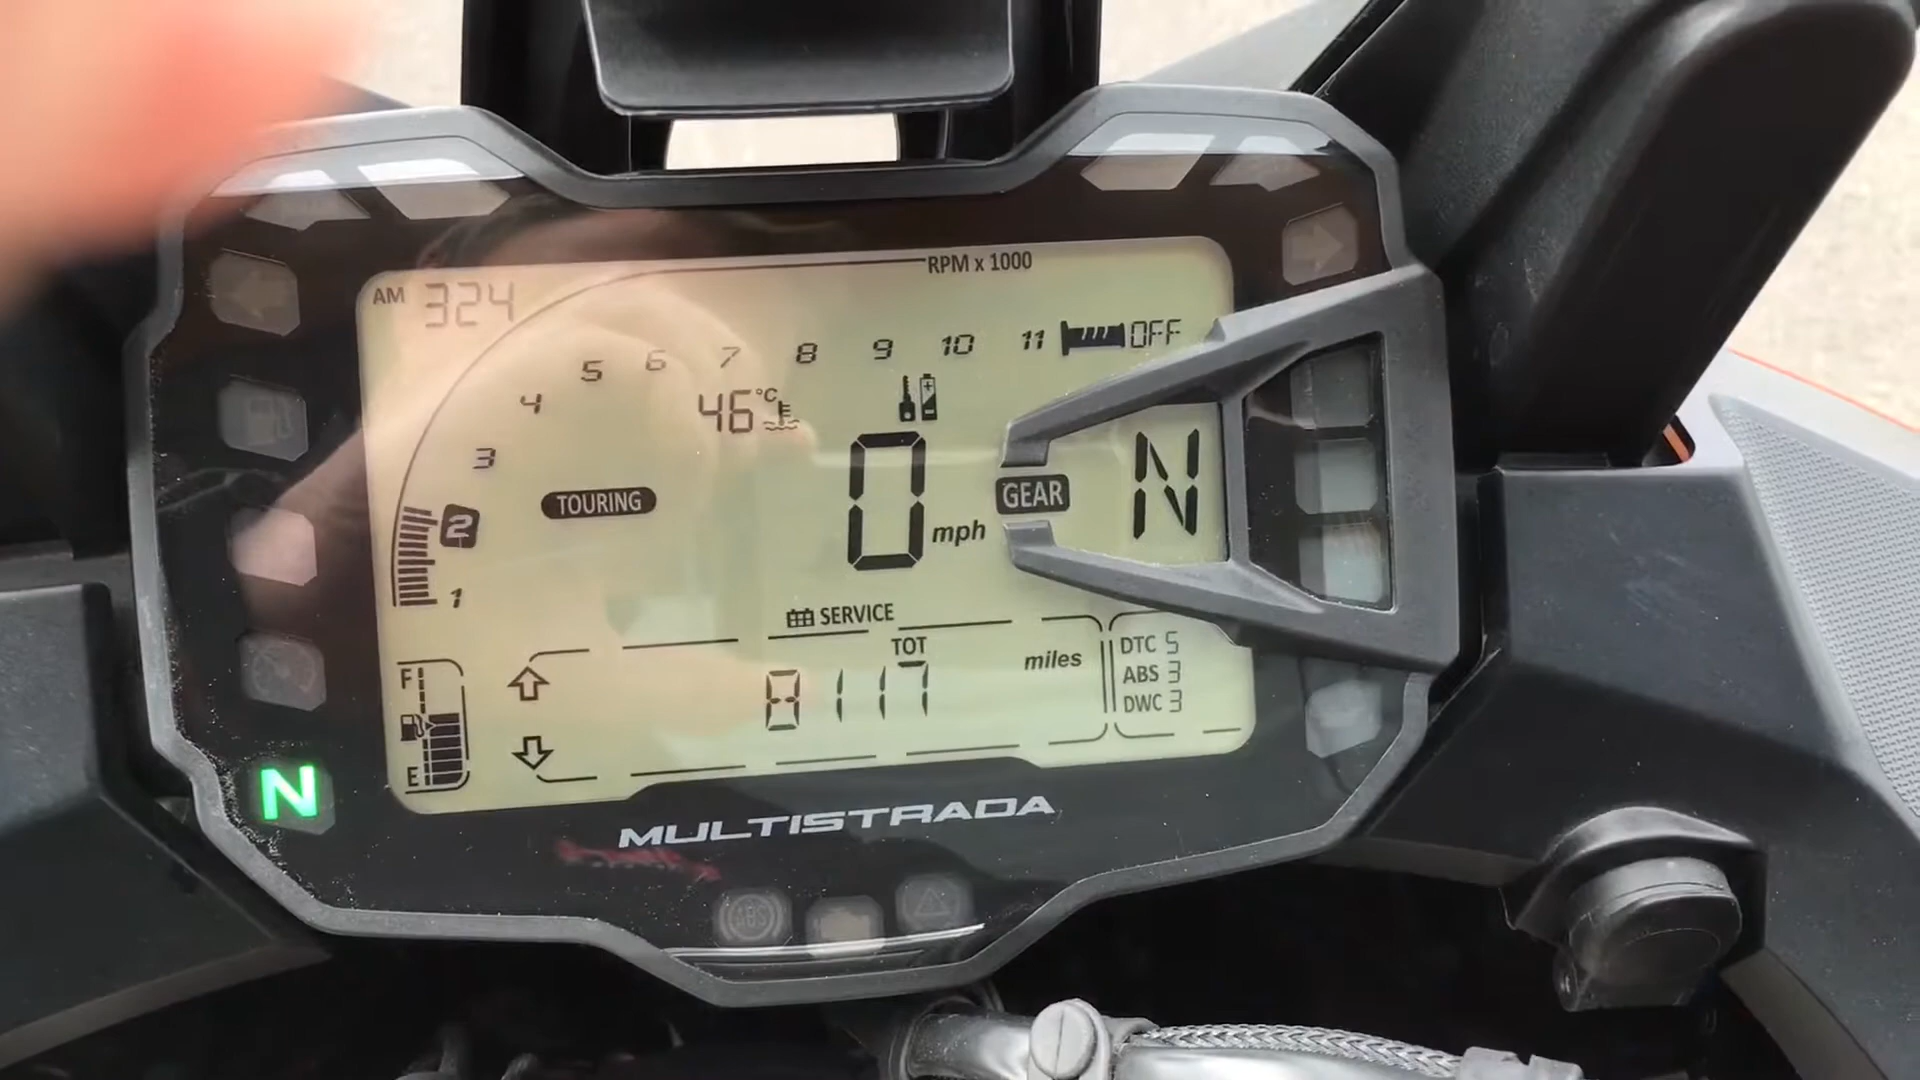 RPM x 1000
AM 324
4 5 6 7 8 9 10 11 OFF
46 °C
3
TOURING
0 mph
GEAR N
2
1
SERVICE
TOT
8117 miles
DTC 5
ABS 3
DWC 3
F
E
N
MULTISTRADA
ABS